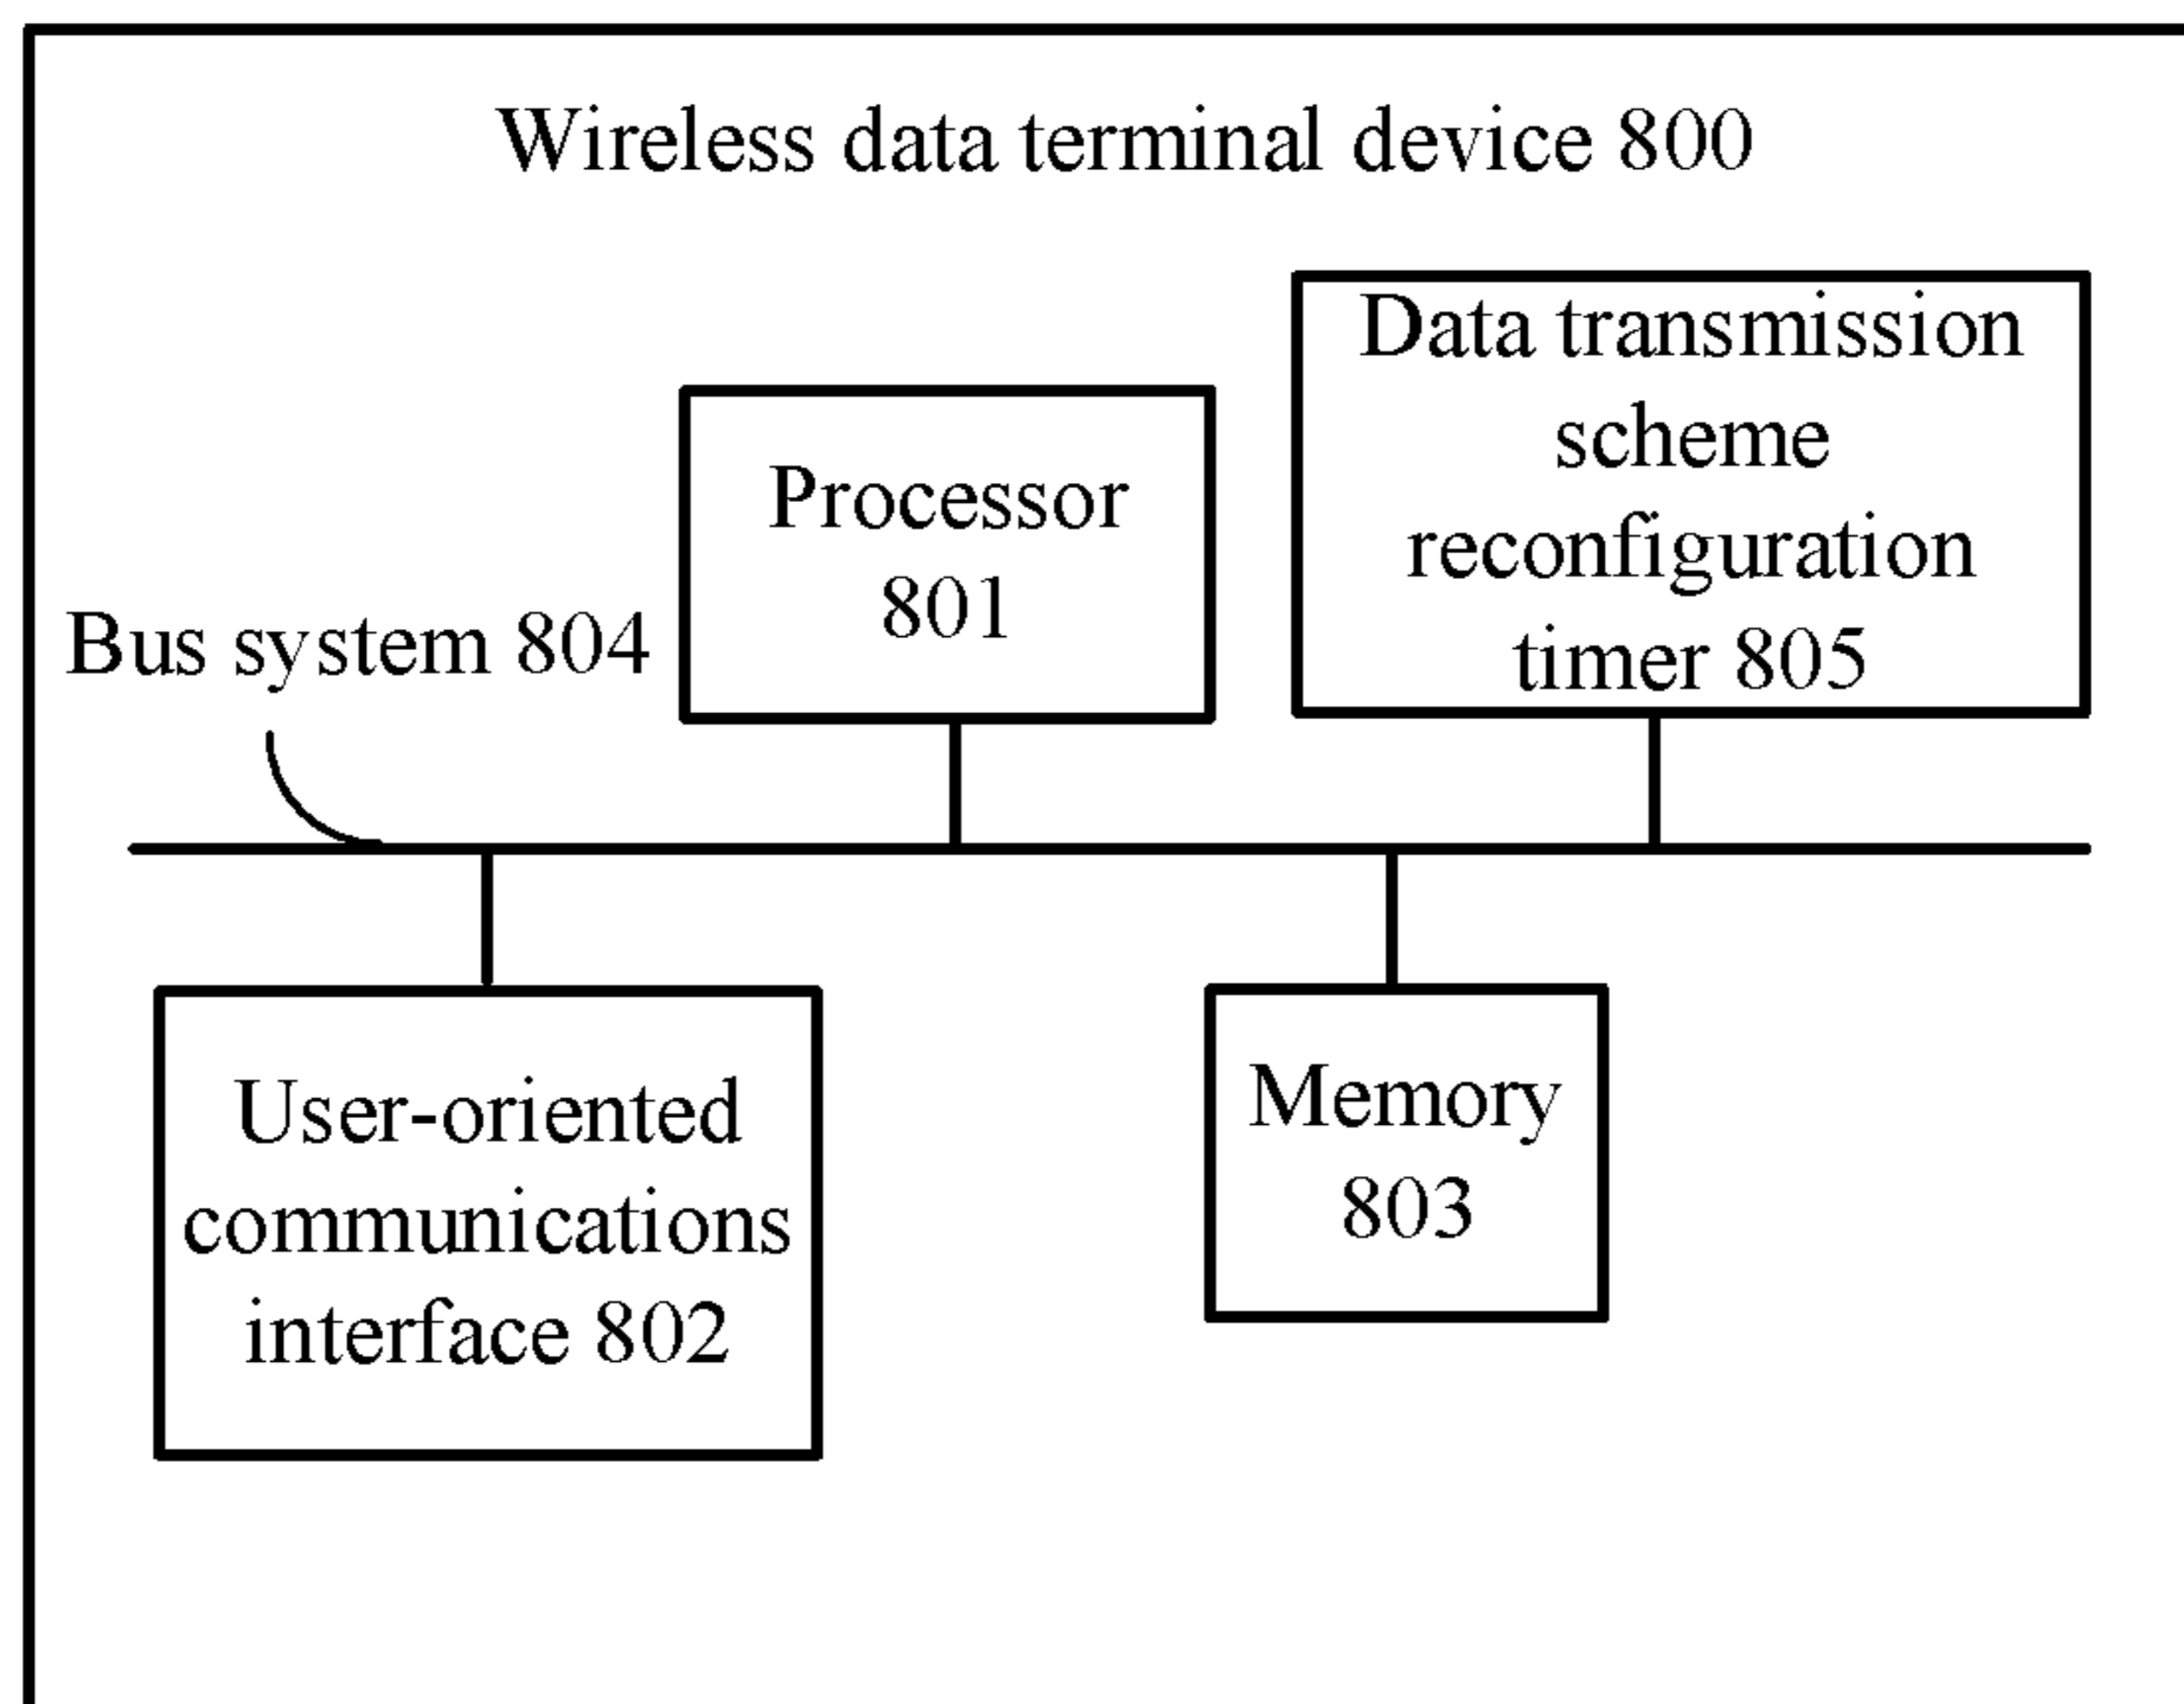 Wireless data terminal device 800
Data transmission
scheme
reconfiguration
timer 805
Processor
801
Bus system 804
User-oriented
communications
interface 802
Memory
803